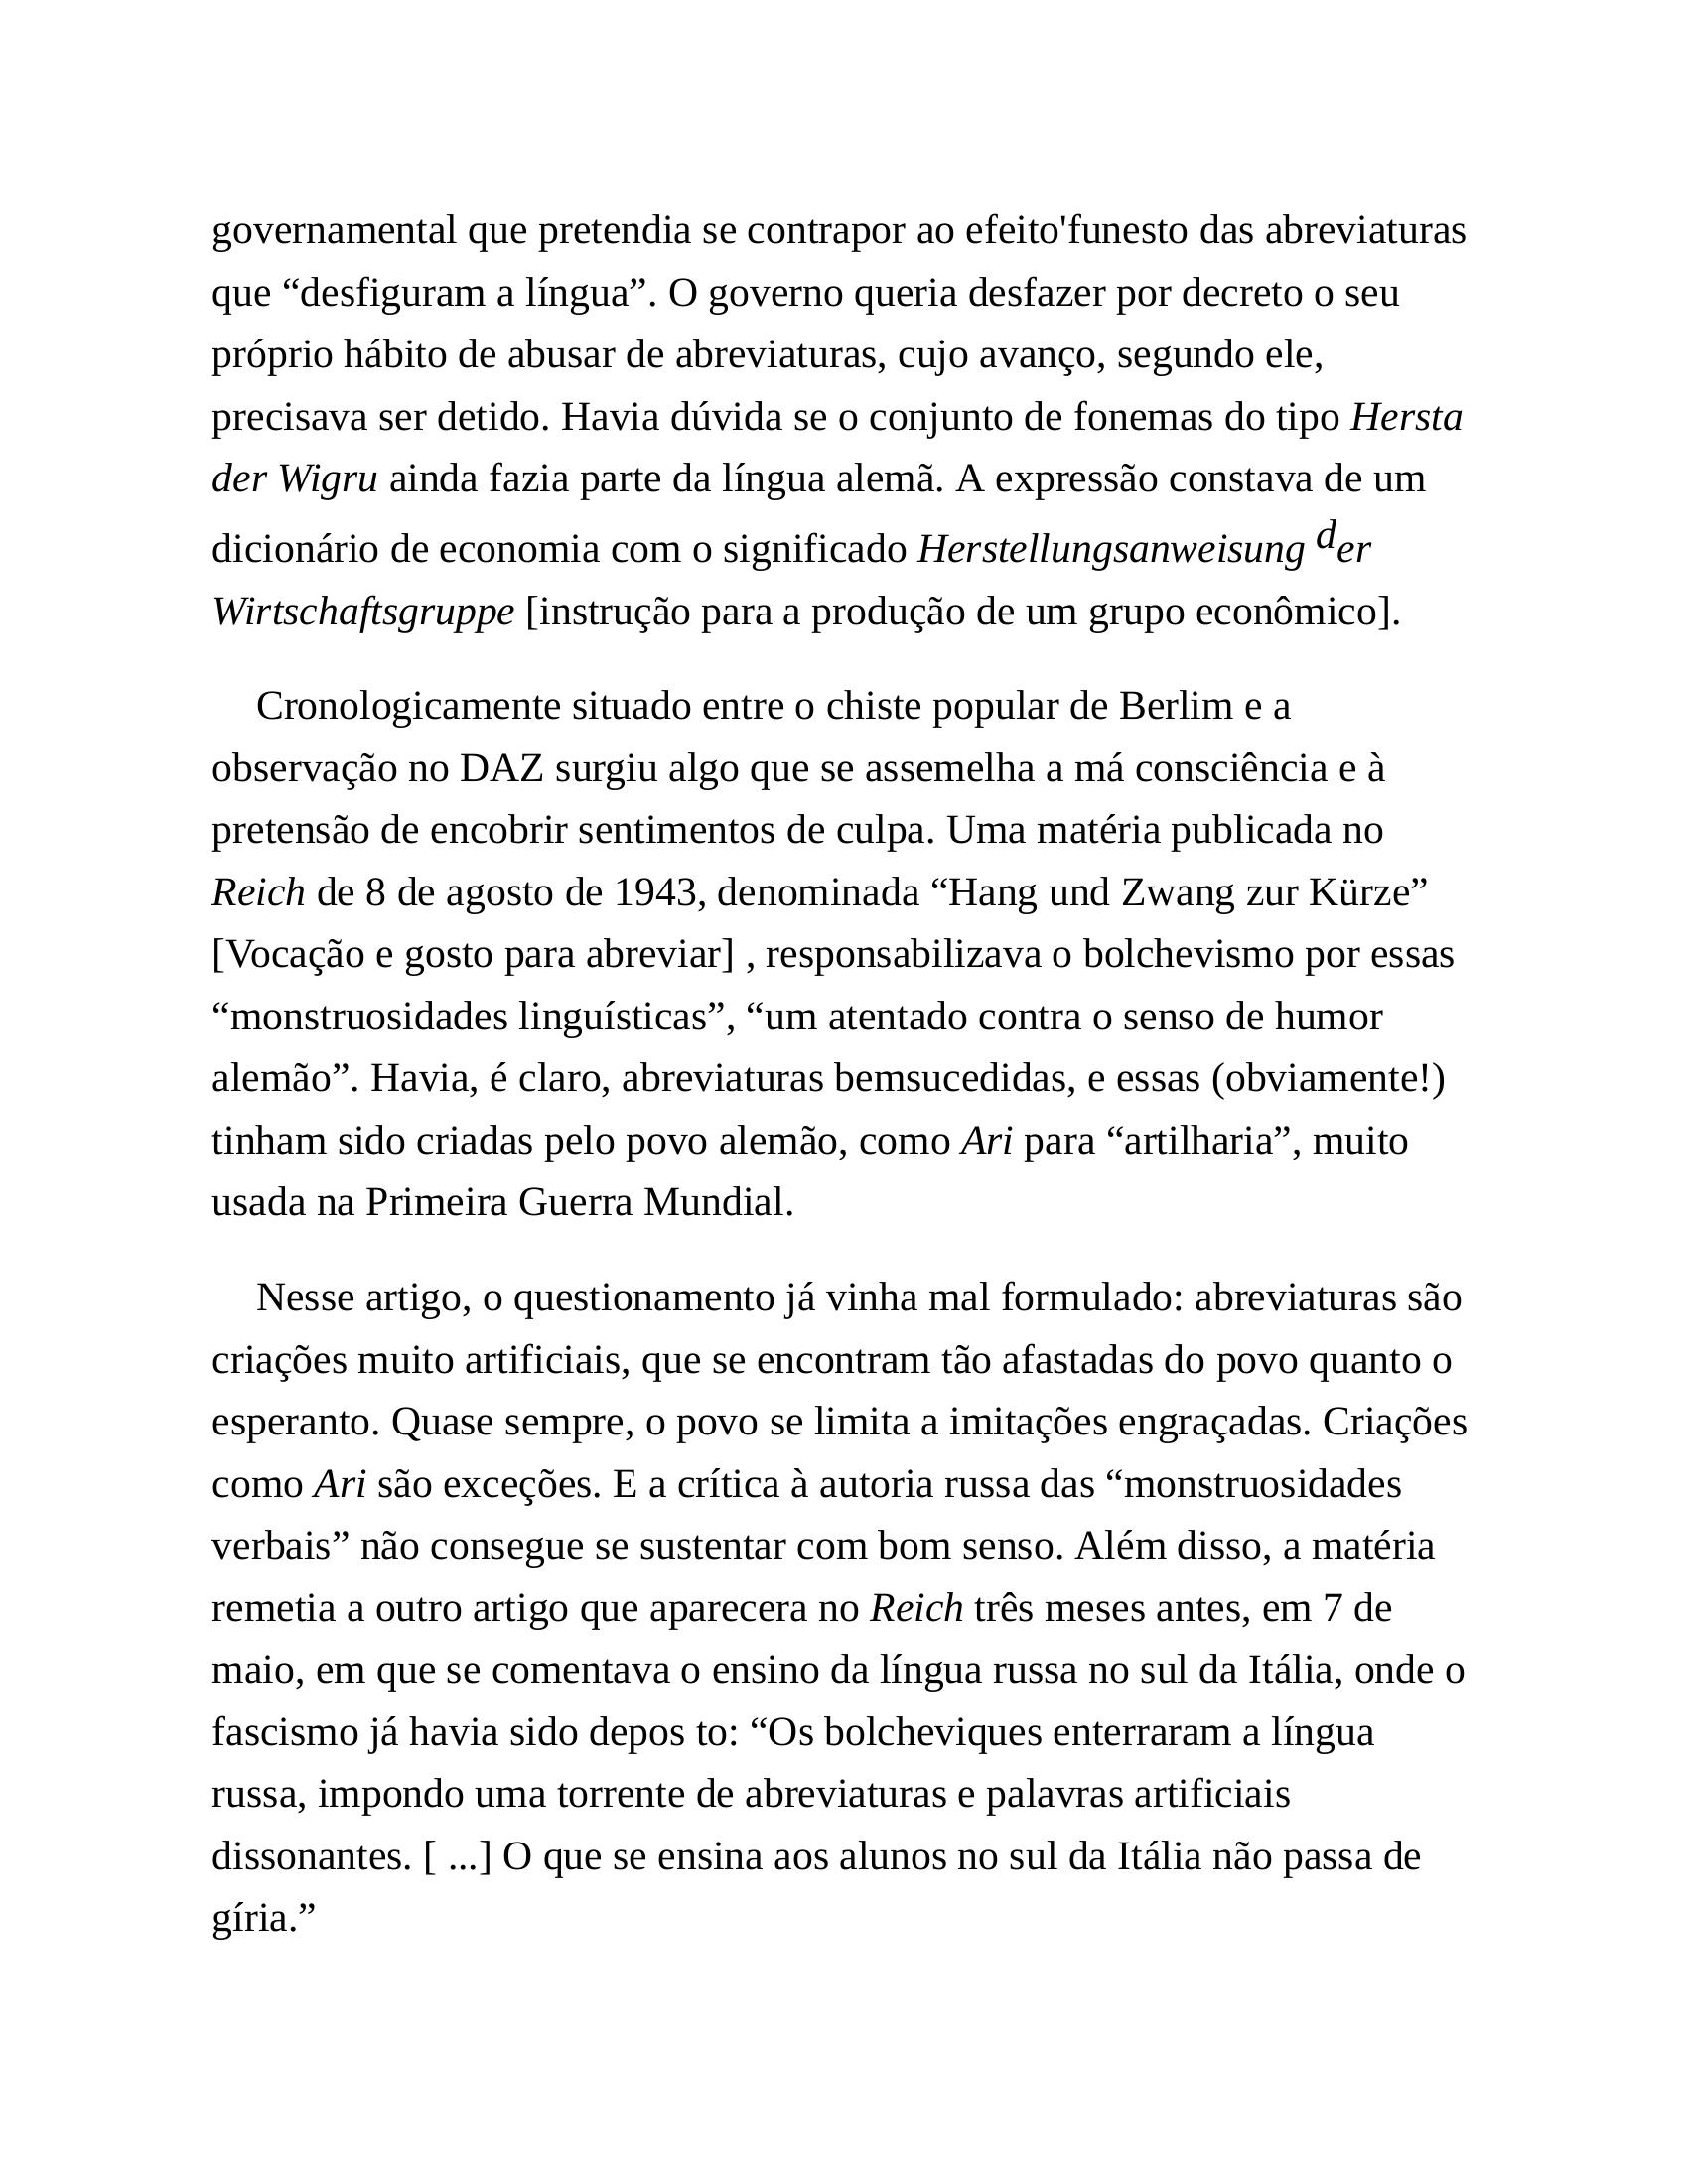 governamental que pretendia se contrapor ao efeito'funesto das abreviaturas
que “desfiguram a língua”. O governo queria desfazer por decreto o seu
próprio hábito de abusar de abreviaturas, cujo avanço, segundo ele,
precisava ser detido. Havia dúvida se o conjunto de fonemas do tipo Hersta
der Wigru ainda fazia parte da língua alemã. A expressão constava de um
dicionário de economia com o significado Herstellungsanweisung der
Wirtschaftsgruppe [instrução para a produção de um grupo econômico].
Cronologicamente situado entre o chiste popular de Berlim e a
observação no DAZ surgiu algo que se assemelha a má consciência e à
pretensão de encobrir sentimentos de culpa. Uma matéria publicada no
Reich de 8 de agosto de 1943, denominada “Hang und Zwang zur Kürze”
[Vocação e gosto para abreviar] , responsabilizava o bolchevismo por essas
“monstruosidades linguísticas”, “um atentado contra o senso de humor
alemão”. Havia, é claro, abreviaturas bemsucedidas, e essas (obviamente!)
tinham sido criadas pelo povo alemão, como Ari para “artilharia”, muito
usada na Primeira Guerra Mundial.
Nesse artigo, o questionamento já vinha mal formulado: abreviaturas são
criações muito artificiais, que se encontram tão afastadas do povo quanto o
esperanto. Quase sempre, o povo se limita a imitações engraçadas. Criações
como Ari são exceções. E a crítica à autoria russa das “monstruosidades
verbais” não consegue se sustentar com bom senso. Além disso, a matéria
remetia a outro artigo que aparecera no Reich três meses antes, em 7 de
maio, em que se comentava o ensino da língua russa no sul da Itália, onde o
fascismo já havia sido depos to: “Os bolcheviques enterraram a língua
russa, impondo uma torrente de abreviaturas e palavras artificiais
dissonantes. [ ...] O que se ensina aos alunos no sul da Itália não passa de
gíria.”